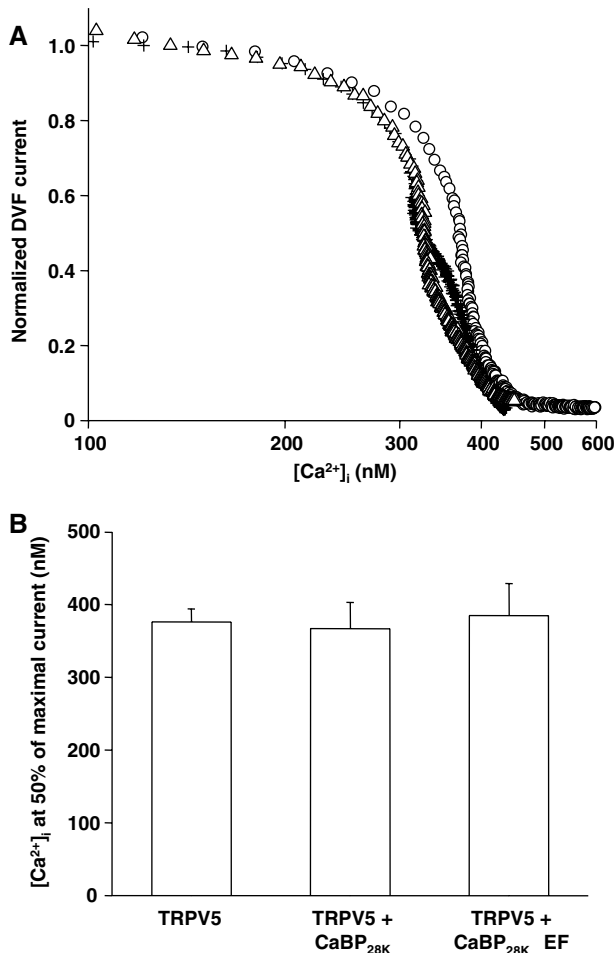 A
Normalized DVF current
1.0
0.8
0.6
0.4
0.2
0
100
200
300
400
500
600
[Ca²⁺]ᵢ (nM)
B
[Ca²⁺]ᵢ at 50% of maximal current (nM)
500
400
300
200
100
0
TRPV5
TRPV5 +
CaBP₂₈ₖ
TRPV5 +
CaBP₂₈ₖ EF